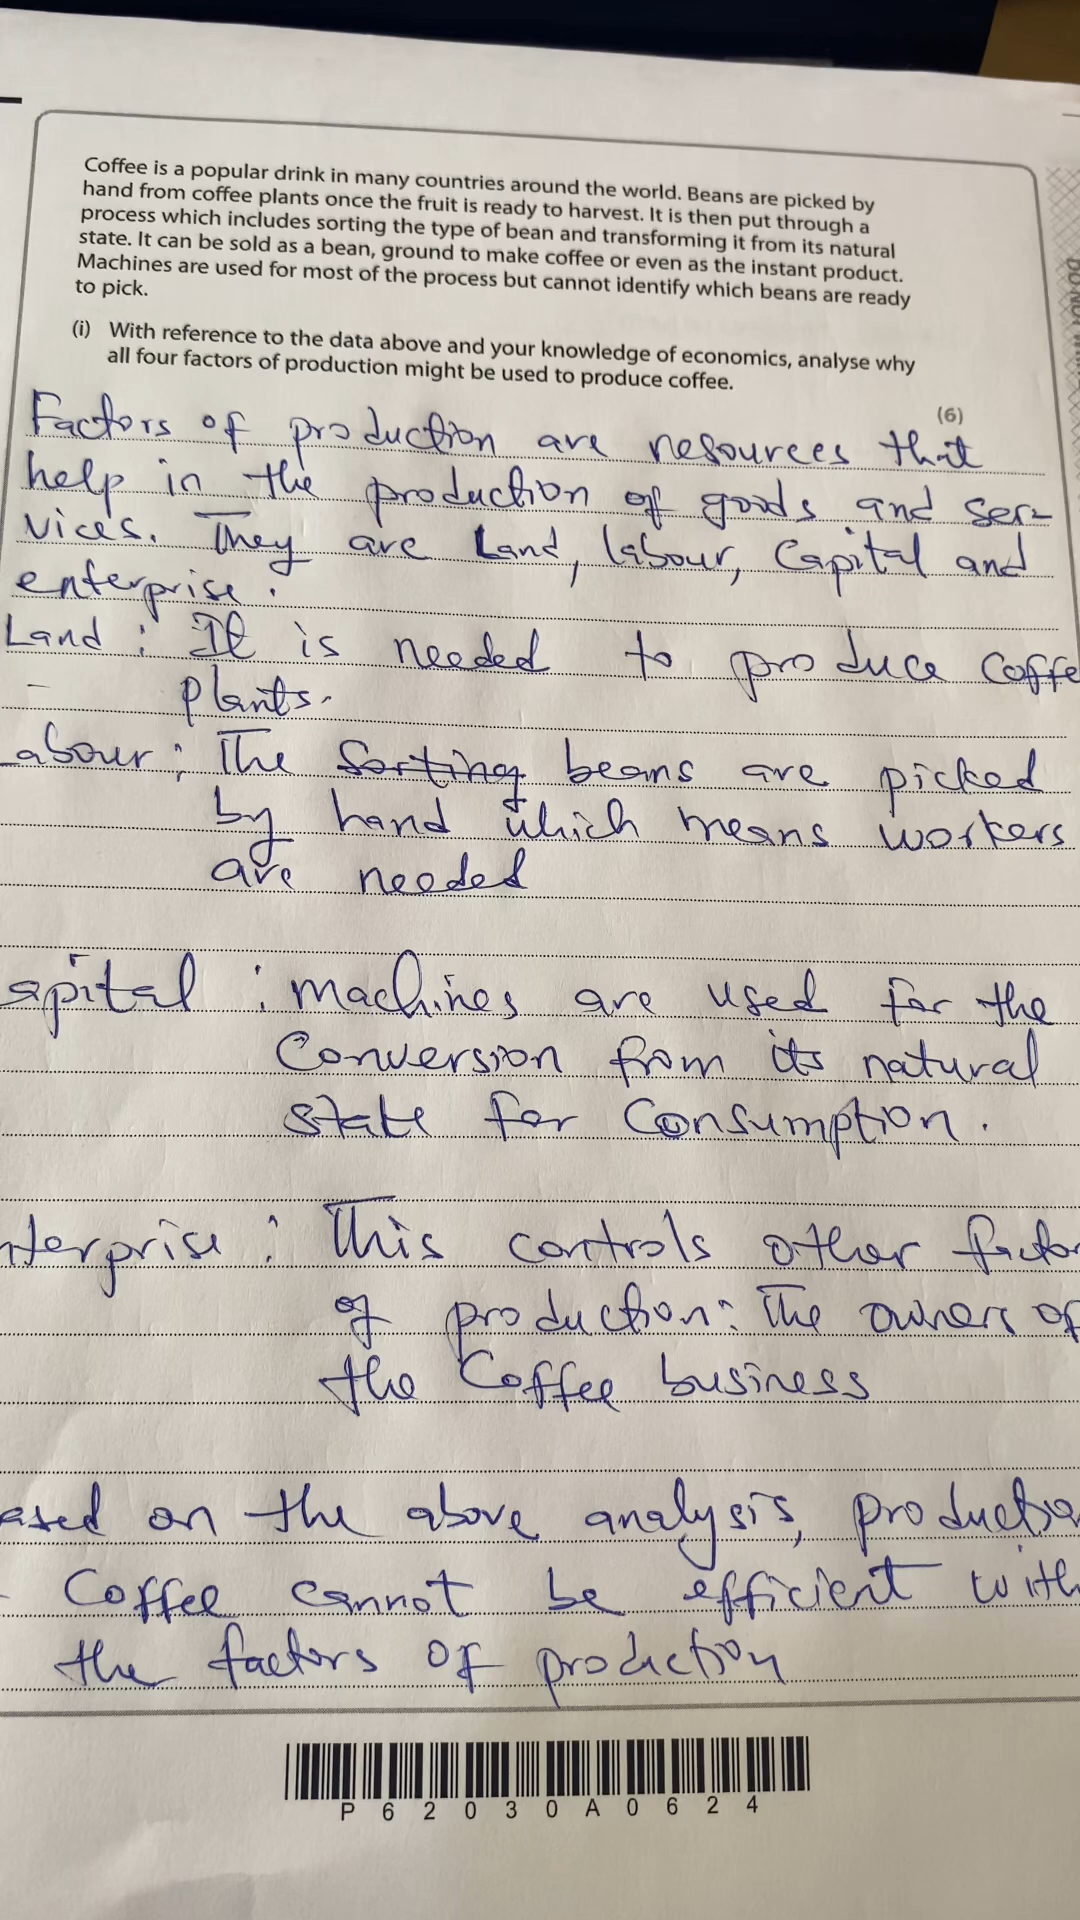 Coffee is a popular drink in many countries around the world. Beans are picked by
hand from coffee plants once the fruit is ready to harvest. It is then put through a
process which includes sorting the type of bean and transforming it from its natural
state. It can be sold as a bean, ground to make coffee or even as the instant product.
Machines are used for most of the process but cannot identify which beans are ready
to pick.
(i) With reference to the data above and your knowledge of economics, analyse why
all four factors of production might be used to produce coffee.
(6)
Factors of production are resources that
help in the production of goods and ser-
vices. They are Land, labour, Capital and
enterprise.
Land : It is needed to produce Coffe
plants.
abour : The Sorting beans are picked
by hand which means workers
are needed
apital : machines are used for the
Conversion from its natural
state for Consumption.
nterprise : This controls other factor
of production: The owners of
the Coffee business
ased on the above analysis, productio
Coffee cannot be efficient with
the factors of production
P 6 2 0 3 0 A 0 6 2 4
DO NOT